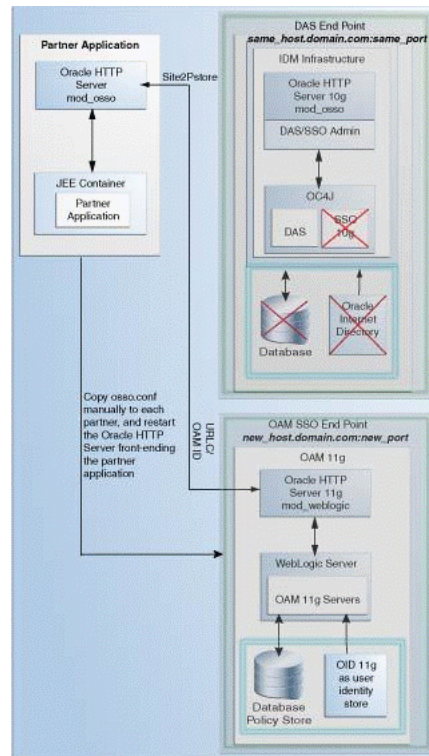 Partner Application
Oracle HTTP
Server
mod_osso
JEE Container
Partner
Application
Site2Pstore
DAS End Point
same_host.domain.com:same_port
IDM Infrastructure
Oracle HTTP
Server 10g
mod_osso
DAS/SSO Admin
OC4J
DAS
SSO
10g
Database
Oracle
Internet
Directory
Copy osso.conf
manually to each
partner, and restart
the Oracle HTTP
Server front-ending
the partner
application
URLC/
OAM ID
OAM SSO End Point
new_host.domain.com:new_port
OAM 11g
Oracle HTTP
Server 11g
mod_weblogic
WebLogic Server
OAM 11g Servers
Database
Policy Store
OID 11g
as user
identity
store